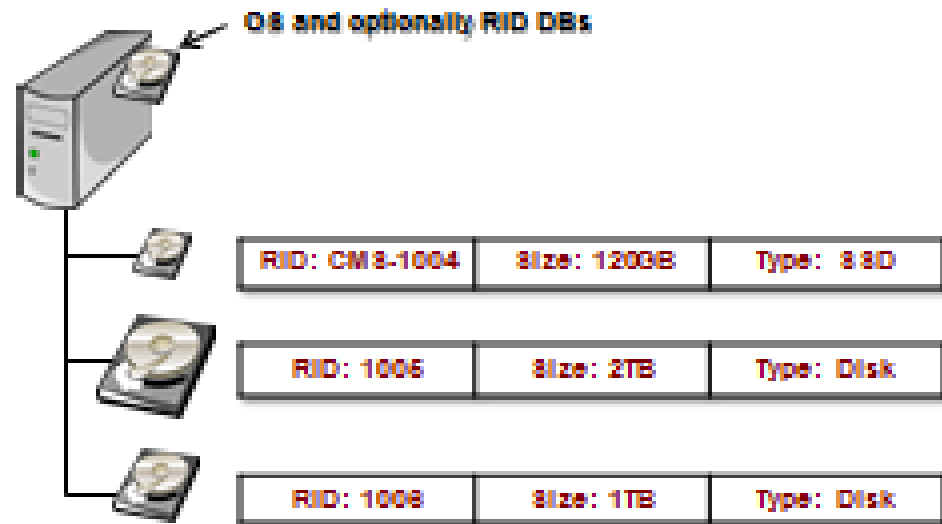 OS and optionally RID DBs
RID: CMS-1004 Size: 120GB Type: SSD
RID: 1005 Size: 2TB Type: Disk
RID: 1006 Size: 1TB Type: Disk